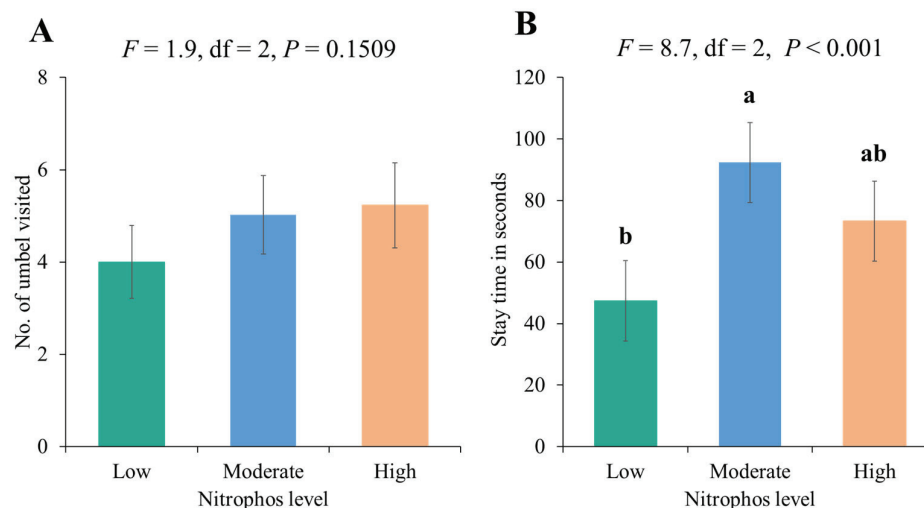 A
F = 1.9, df = 2, P = 0.1509
8
6
4
2
0
No. of umbel visited
Low
Moderate
High
Nitrophos level
B
F = 8.7, df = 2, P < 0.001
120
100
80
60
40
20
0
Stay time in seconds
b
a
ab
Low
Moderate
High
Nitrophos level